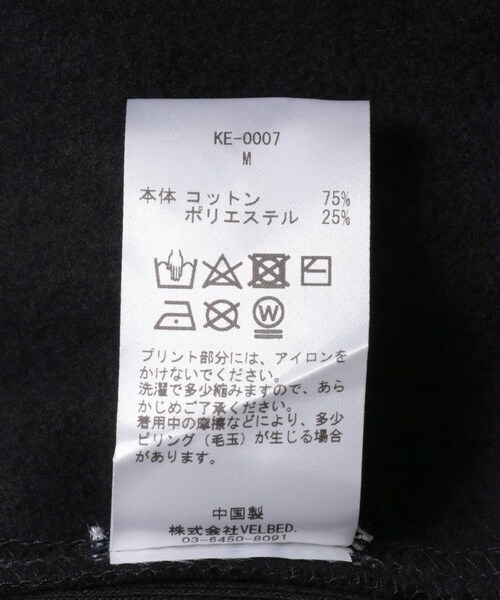 KE-0007
M
本体 コットン 75%
ポリエステル 25%
W
プリント部分には、アイロンを
かけないでください。
洗濯で多少縮みますので、あら
かじめご了承ください。
着用中の摩擦などにより、多少
ピリング(毛玉)が生じる場合
があります。
中国製
株式会社VELBED.
03-6450-8091